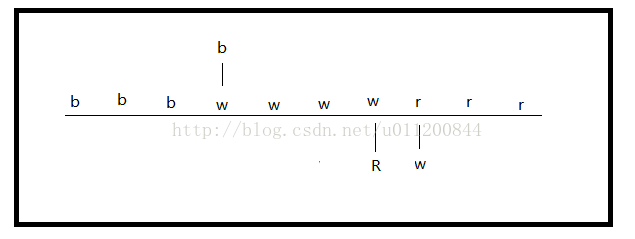 b
b b b w w w w r r r
http://blog.csdn.net/u011200844
R w